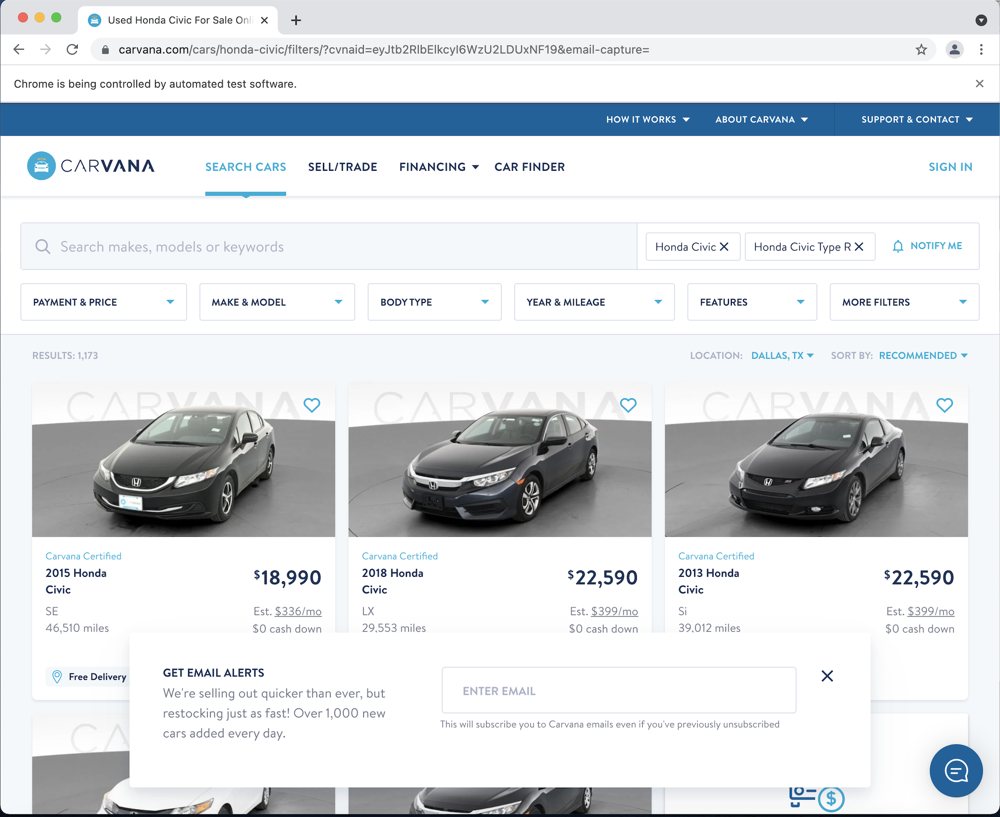 Used Honda Civic For Sale Onli
carvana.com/cars/honda-civic/filters/?cvnaid=eyJtb2RlbElkcyI6WzU2LDUxNF19&email-capture=
Chrome is being controlled by automated test software.
HOW IT WORKS ABOUT CARVANA SUPPORT & CONTACT
CARVANA SEARCH CARS SELL/TRADE FINANCING CAR FINDER SIGN IN
Search makes, models or keywords Honda Civic Honda Civic Type R NOTIFY ME
PAYMENT & PRICE MAKE & MODEL BODY TYPE YEAR & MILEAGE FEATURES MORE FILTERS
RESULTS: 1,173 LOCATION: DALLAS, TX SORT BY: RECOMMENDED
CARVANA CARVANA CARVANA
Carvana Certified
2015 Honda
Civic
$18,990
SE
46,510 miles
Est. $336/mo
$0 cash down
Free Delivery
Carvana Certified
2018 Honda
Civic
$22,590
LX
29,553 miles
Est. $399/mo
$0 cash down
Carvana Certified
2013 Honda
Civic
$22,590
Si
39,012 miles
Est. $399/mo
$0 cash down
GET EMAIL ALERTS
We're selling out quicker than ever, but
restocking just as fast! Over 1,000 new
cars added every day.
ENTER EMAIL
This will subscribe you to Carvana emails even if you've previously unsubscribed
CA
$